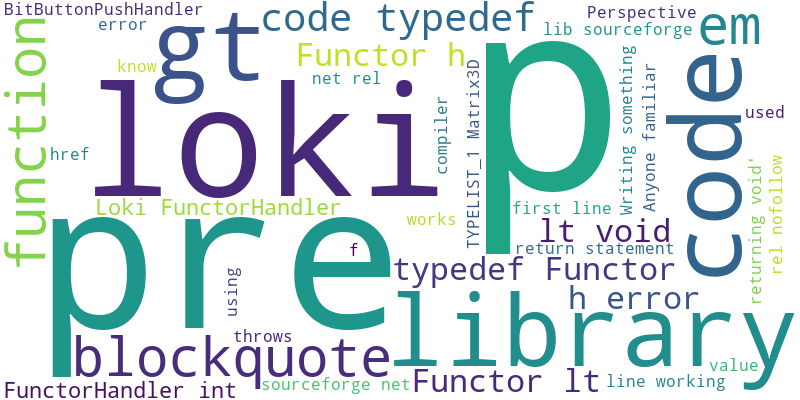 BitButtonPushHandler
error
know
gt
code typedef
Perspective
lib sourceforge
em
Functor h
net rel
function
href
loki
compiler
TYPELIST_1 Matrix3D
p
Writing something
Anyone familiar
code
used
Loki FunctorHandler
works
first line
lt void
return statement
returning void'
rel nofollow
pre
f
using
typedef Functor
h error
library
throws
blockquote
value
FunctorHandler int
sourceforge net
Functor lt
line working